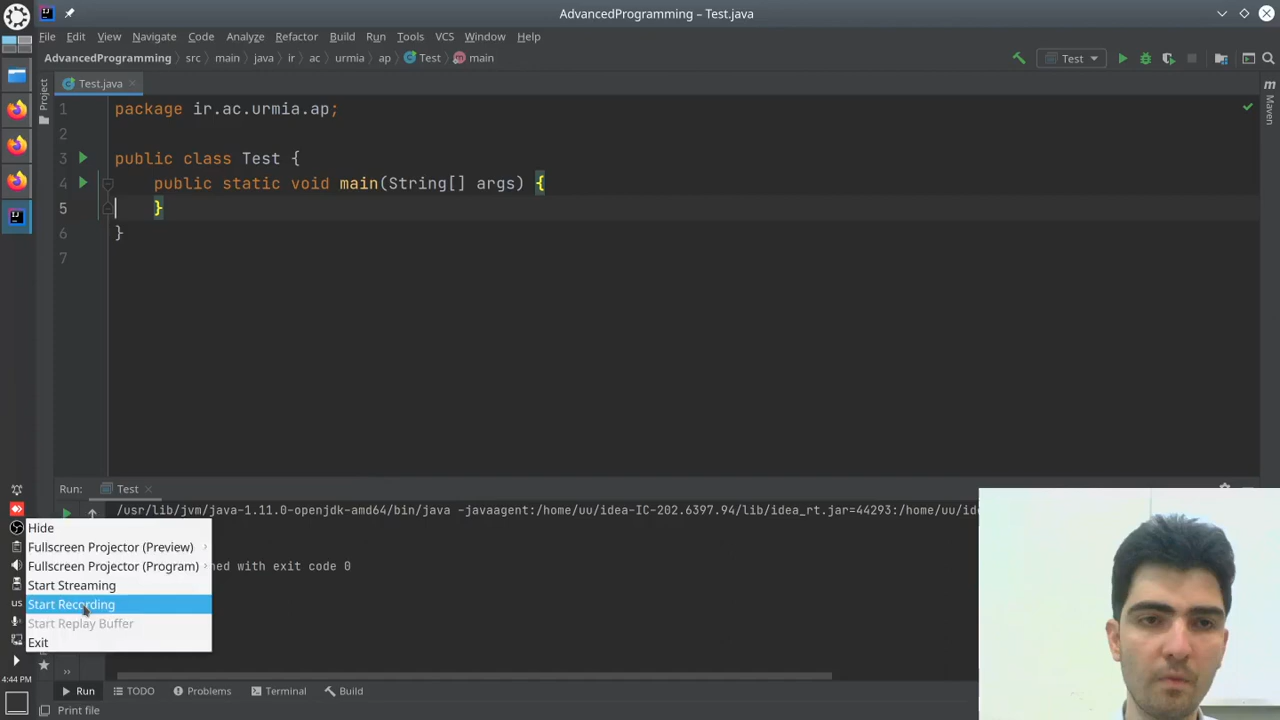 AdvancedProgramming – Test.java
File Edit View Navigate Code Analyze Refactor Build Run Tools VCS Window Help
AdvancedProgramming src main java ir ac urmia ap Test main
Test
Project
Test.java
Maven
1 package ir.ac.urmia.ap;
2
3 public class Test {
4 public static void main(String[] args) {
5 }
6 }
7
Run: Test
/usr/lib/jvm/java-1.11.0-openjdk-amd64/bin/java -javaagent:/home/uu/idea-IC-202.6397.94/lib/idea_rt.jar=44293:/home/uu/ide
Hide
Fullscreen Projector (Preview)
Fullscreen Projector (Program)
ned with exit code 0
Start Streaming
us
Start Recording
Start Replay Buffer
Exit
4:44 PM
Run TODO Problems Terminal Build
Print file